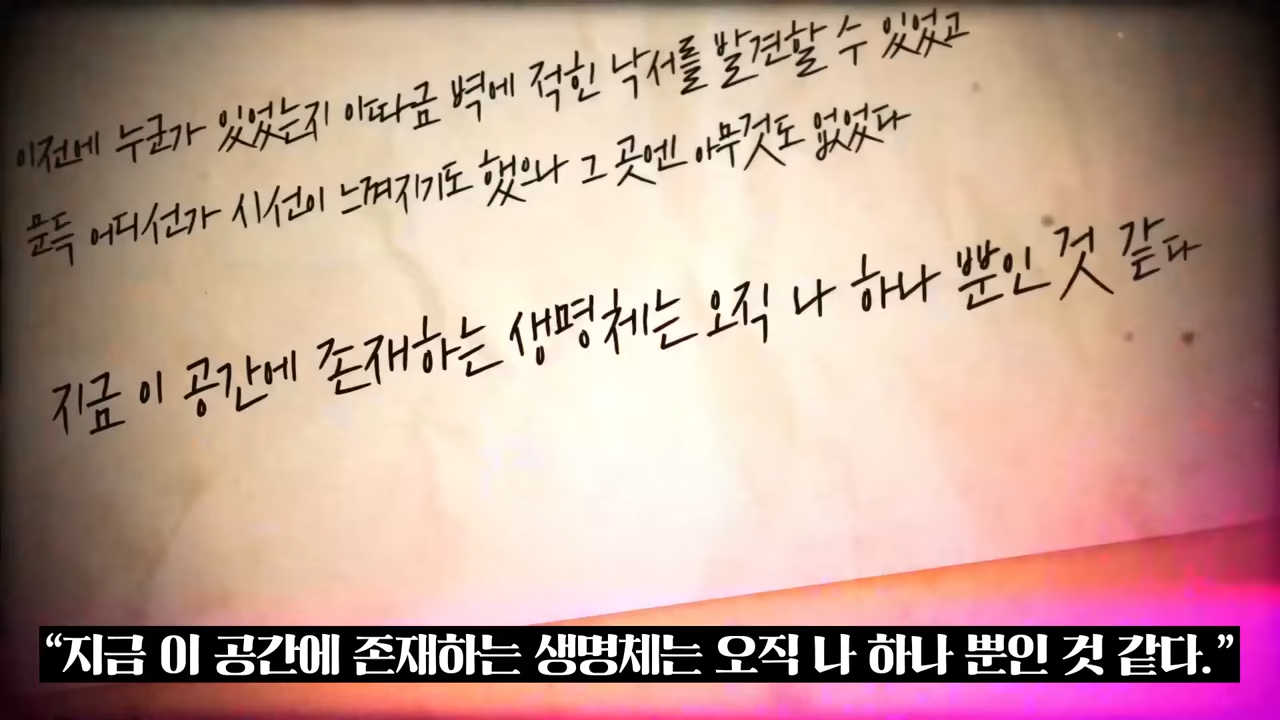 이전에 누군가 있었는지 이따금 벽에 적힌 낙서를 발견할 수 있었고
문득 어디선가 시선이 느껴지기도 했으나 그 곳엔 아무것도 없었다
지금 이 공간에 존재하는 생명체는 오직 나 하나 뿐인 것 같다
“지금 이 공간에 존재하는 생명체는 오직 나 하나 뿐인 것 같다.”